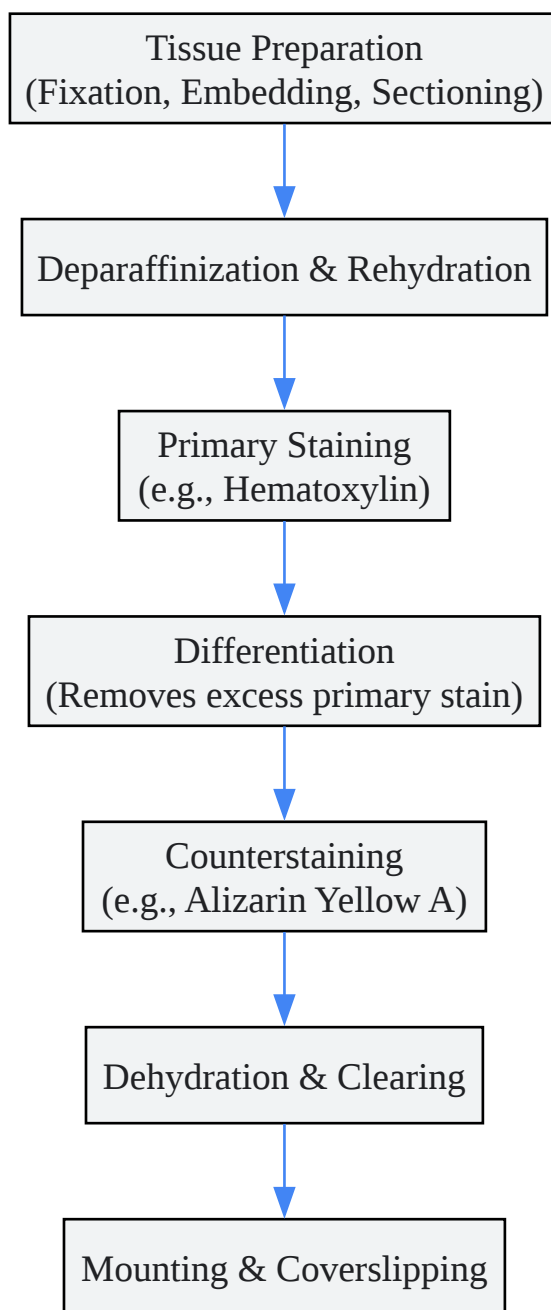 Tissue Preparation
(Fixation, Embedding, Sectioning)
Deparaffinization & Rehydration
Primary Staining
(e.g., Hematoxylin)
Differentiation
(Removes excess primary stain)
Counterstaining
(e.g., Alizarin Yellow A)
Dehydration & Clearing
Mounting & Coverslipping